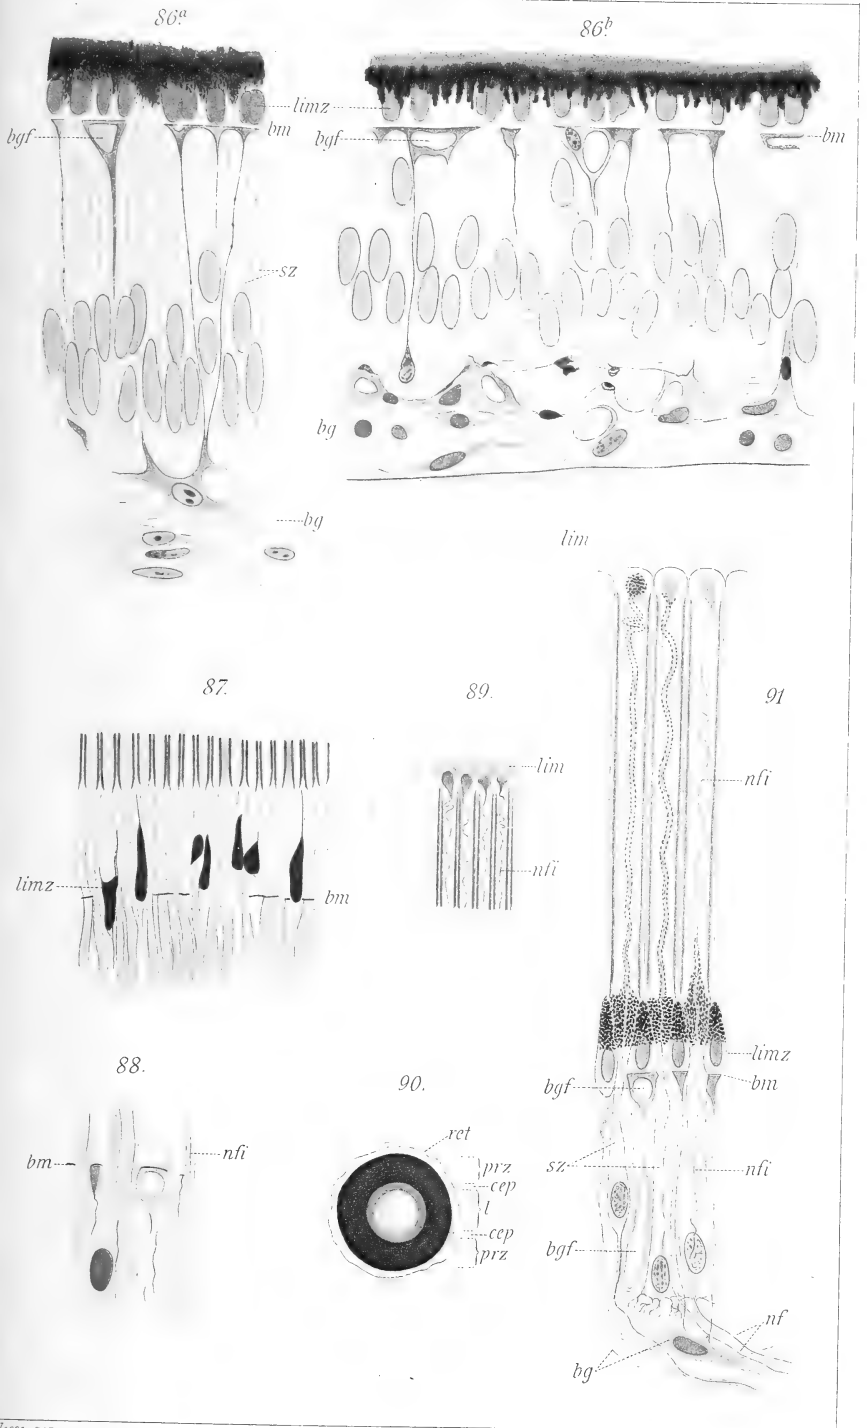 86ª
86ᵇ
limz
bgf
bm
bgf
bm
sz
bg
bg
lim
87.
89.
91
lim
nfi
nfi
limz
bm
limz
bm
bgf
88.
90.
bm
nfi
ret
prz
cep
l
cep
prz
sz
nfi
bgf
nf
bg